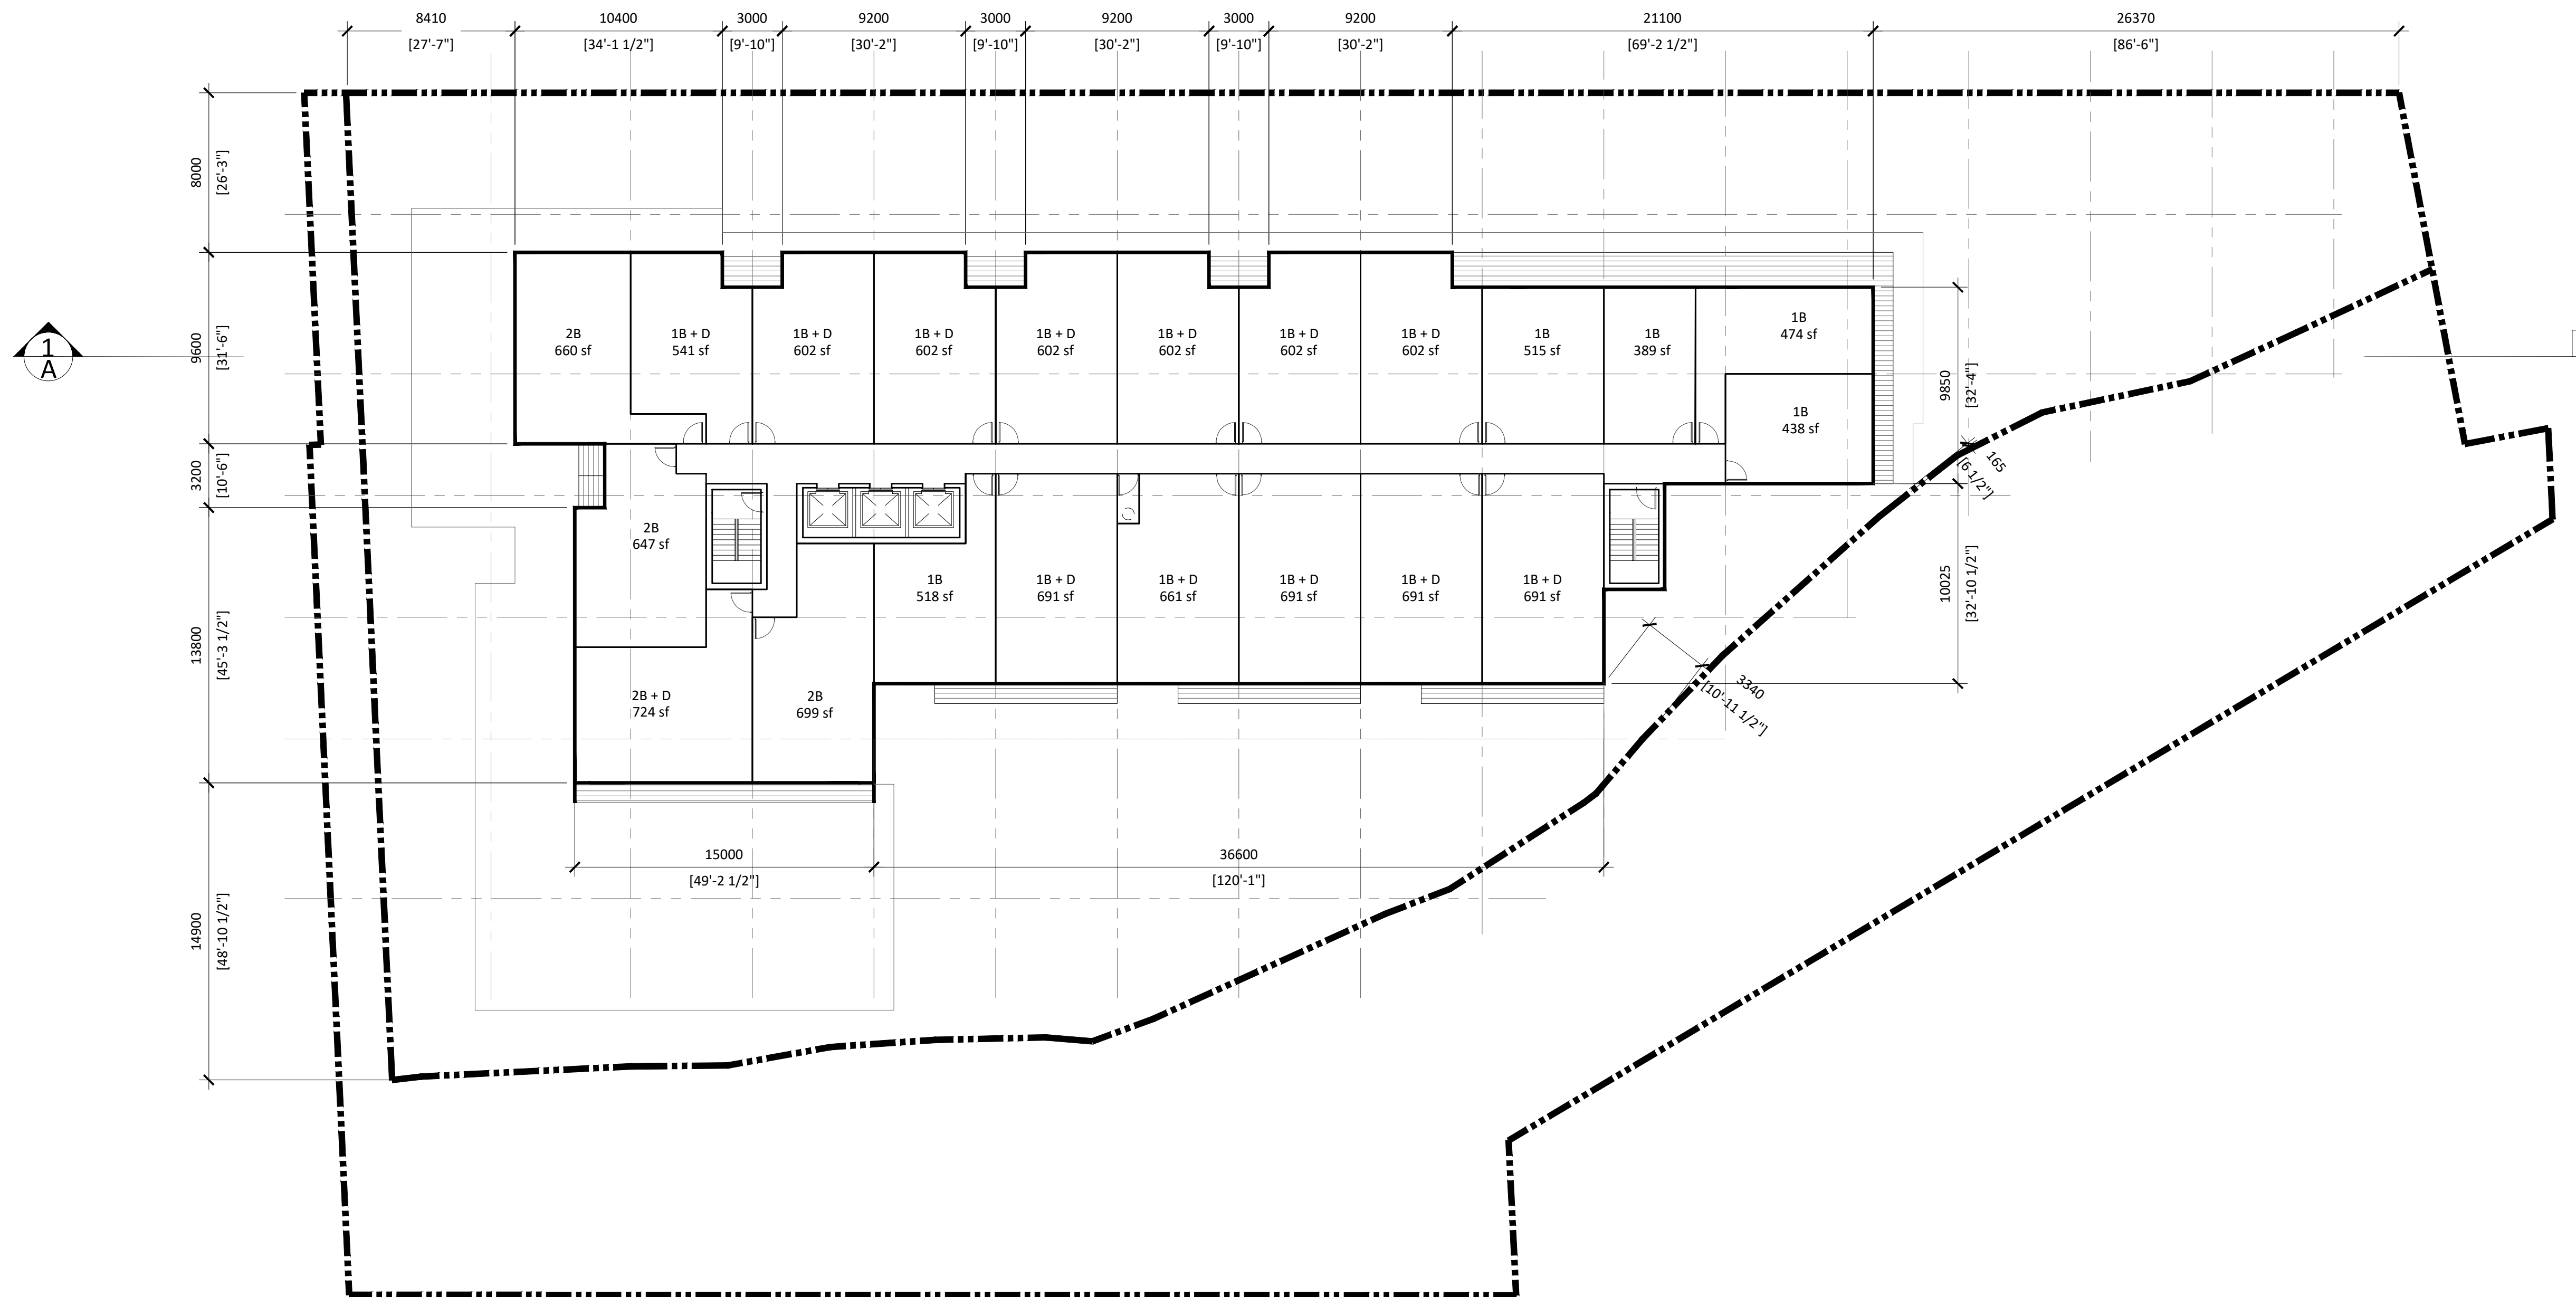 8410
[27'-7"]
10400
[34'-1 1/2"]
3000
[9'-10"]
9200
[30'-2"]
3000
[9'-10"]
9200
[30'-2"]
3000
[9'-10"]
9200
[30'-2"]
21100
[69'-2 1/2"]
26370
[86'-6"]
8000
[26'-3"]
9600
[31'-6"]
3200
[10'-6"]
13800
[45'-3 1/2"]
14900
[48'-10 1/2"]
1
A
2B
660 sf
1B + D
541 sf
1B + D
602 sf
1B + D
602 sf
1B + D
602 sf
1B + D
602 sf
1B + D
602 sf
1B + D
602 sf
1B
515 sf
1B
389 sf
1B
474 sf
1B
438 sf
9850
[32'-4"]
165
[6 1/2"]
10025
[32'-10 1/2"]
2B
647 sf
1B
518 sf
1B + D
691 sf
1B + D
661 sf
1B + D
691 sf
1B + D
691 sf
1B + D
691 sf
3340
[10'-11 1/2"]
2B + D
724 sf
2B
699 sf
15000
[49'-2 1/2"]
36600
[120'-1"]